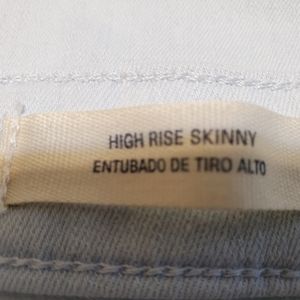 HIGH RISE SKINNY
ENTUBADO DE TIRO ALTO